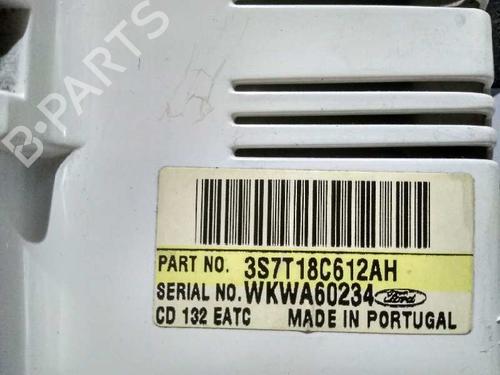 B-PARTS
PART NO. 3S7T18C612AH
SERIAL NO. WKWA60234 Ford
CD 132 EATC MADE IN PORTUGAL